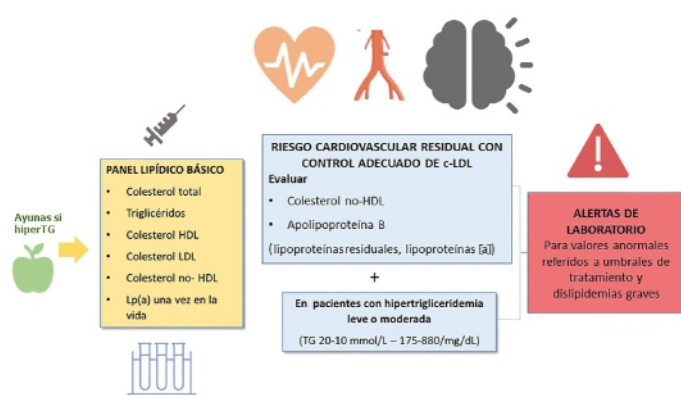 Ayunas si
hiperTG
PANEL LIPÍDICO BÁSICO
• Colesterol total
• Triglicéridos
• Colesterol HDL
• Colesterol LDL
• Colesterol no- HDL
• Lp(a) una vez en la
vida
RIESGO CARDIOVASCULAR RESIDUAL CON
CONTROL ADECUADO DE c-LDL
Evaluar
• Colesterol no-HDL
• Apolipoproteína B
(lipoproteínas residuales, lipoproteínas [a])
+
En pacientes con hipertrigliceridemia
leve o moderada
(TG 20-10 mmol/L – 175-880/mg/dL)
ALERTAS DE
LABORATORIO
Para valores anormales
referidos a umbrales de
tratamiento y
dislipidemias graves